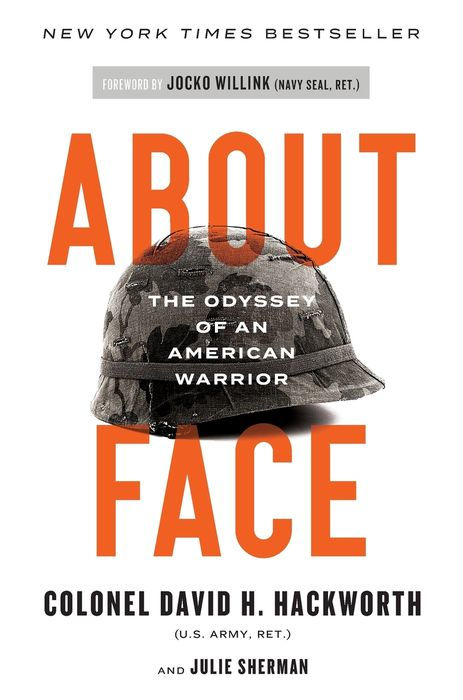 NEW YORK TIMES BESTSELLER
FOREWORD BY JOCKO WILLINK (NAVY SEAL, RET.)
ABOUT
THE ODYSSEY
OF AN
AMERICAN
WARRIOR
FACE
COLONEL DAVID H. HACKWORTH
(U.S. ARMY, RET.)
AND JULIE SHERMAN